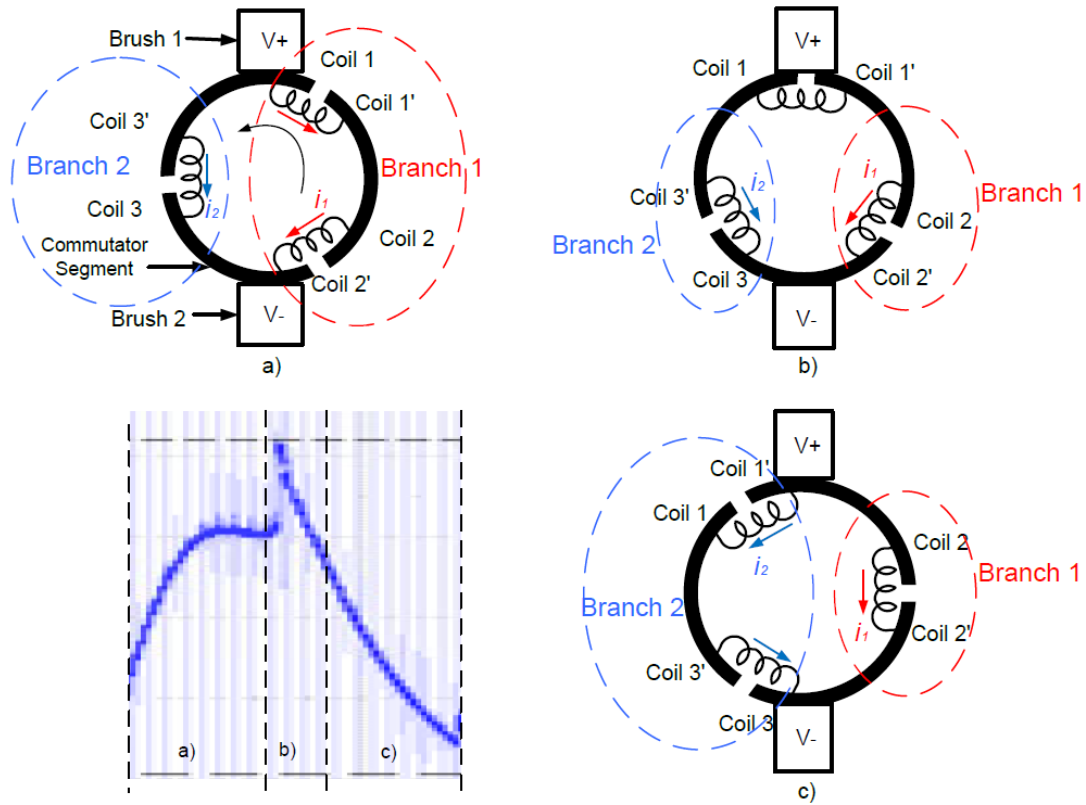 Brush 1
V+
Coil 1
Coil 1'
Coil 3'
Branch 2
Branch 1
i2
i1
Coil 3
Coil 2
Commutator
Segment
Coil 2'
Brush 2
V-
a)
V+
Coil 1
Coil 1'
Branch 1
i2
i1
Coil 3'
Coil 2
Branch 2
Coil 3
Coil 2'
V-
b)
a)
b)
c)
V+
Coil 1'
Coil 1
Coil 2
i2
Branch 1
Branch 2
i1
Coil 2'
Coil 3'
Coil 3
V-
c)